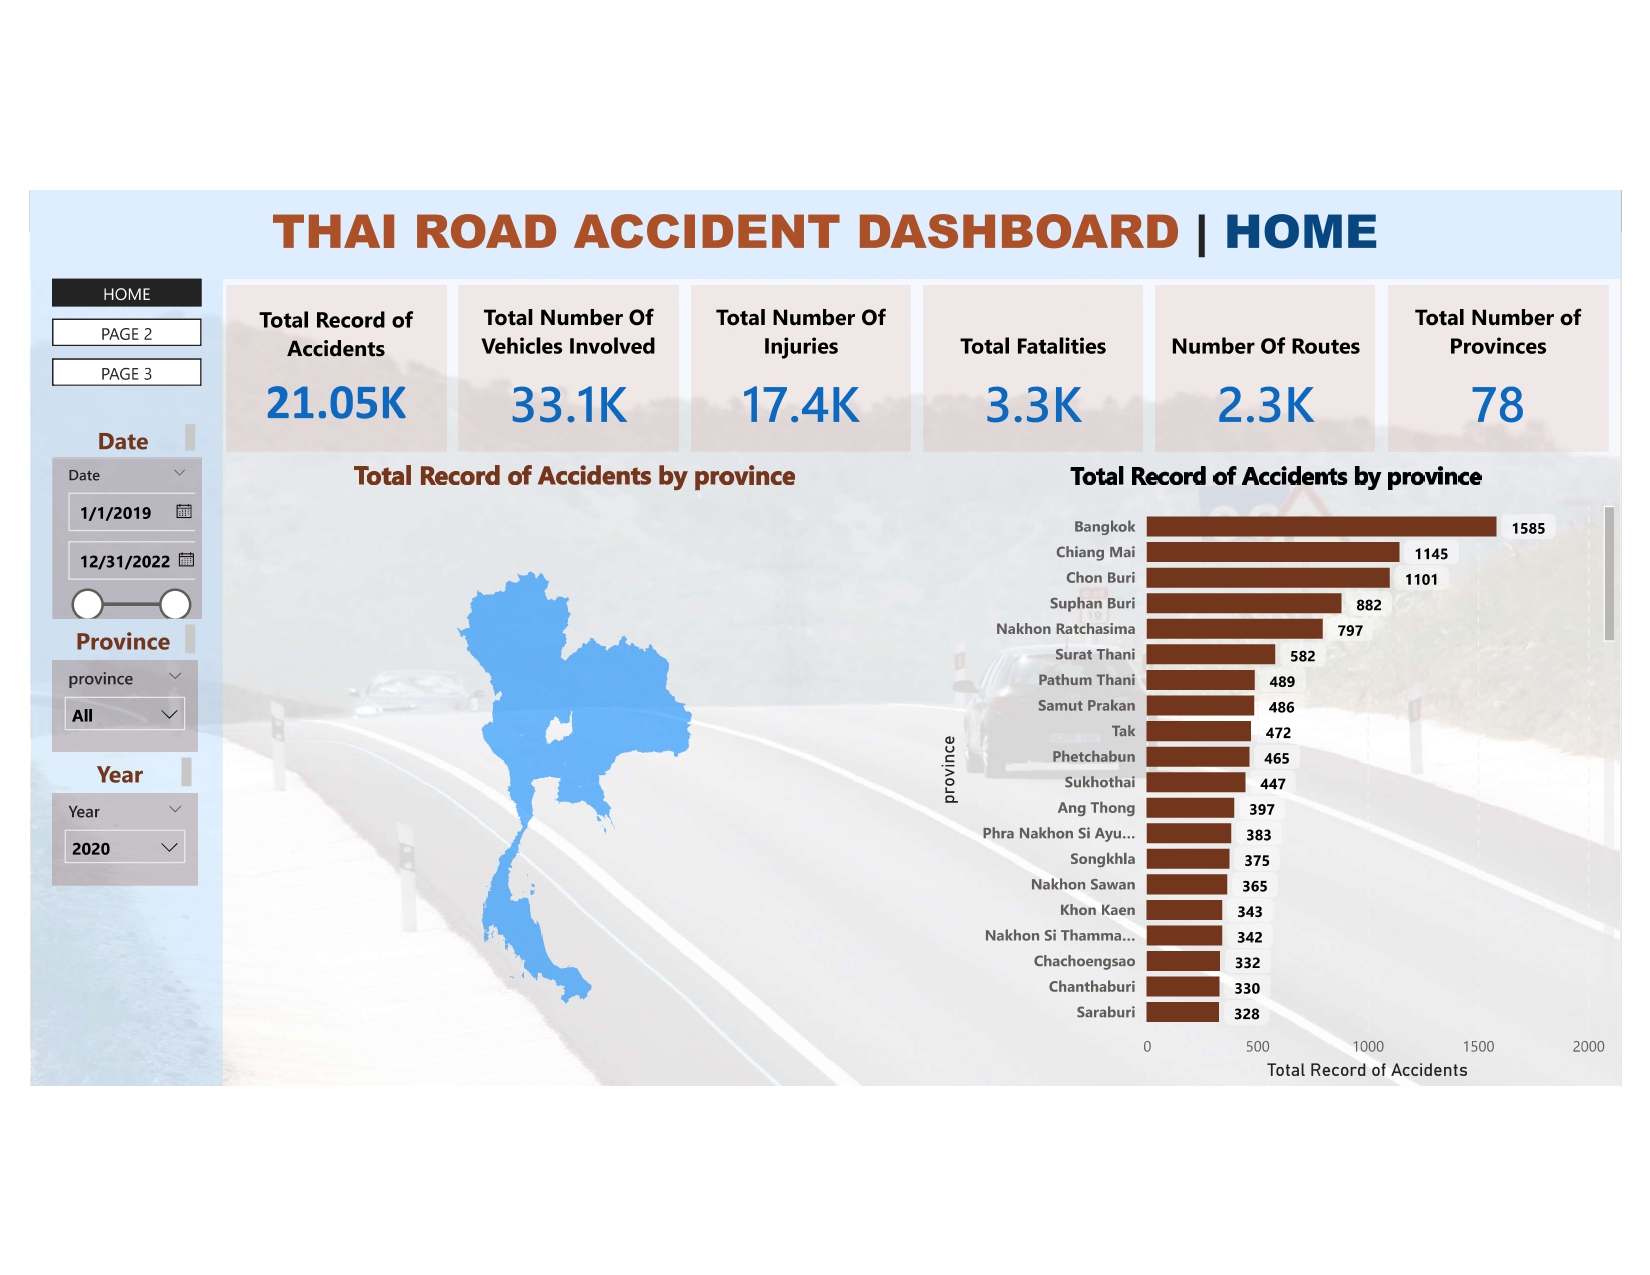 THAI ROAD ACCIDENT DASHBOARD | HOME
HOME
PAGE 2
PAGE 3
Date
Date
1/1/2019
12/31/2022
Province
province
All
Year
Year
2020
Total Record of
Accidents
21.05K
Total Number Of
Vehicles Involved
33.1K
Total Number Of
Injuries
17.4K
Total Fatalities
3.3K
Number Of Routes
2.3K
Total Number of
Provinces
78
Total Record of Accidents by province
Total Record of Accidents by province
province
Bangkok 1585
Chiang Mai 1145
Chon Buri 1101
Suphan Buri 882
Nakhon Ratchasima 797
Surat Thani 582
Pathum Thani 489
Samut Prakan 486
Tak 472
Phetchabun 465
Sukhothai 447
Ang Thong 397
Phra Nakhon Si Ayu... 383
Songkhla 375
Nakhon Sawan 365
Khon Kaen 343
Nakhon Si Thamma... 342
Chachoengsao 332
Chanthaburi 330
Saraburi 328
0 500 1000 1500 2000
Total Record of Accidents